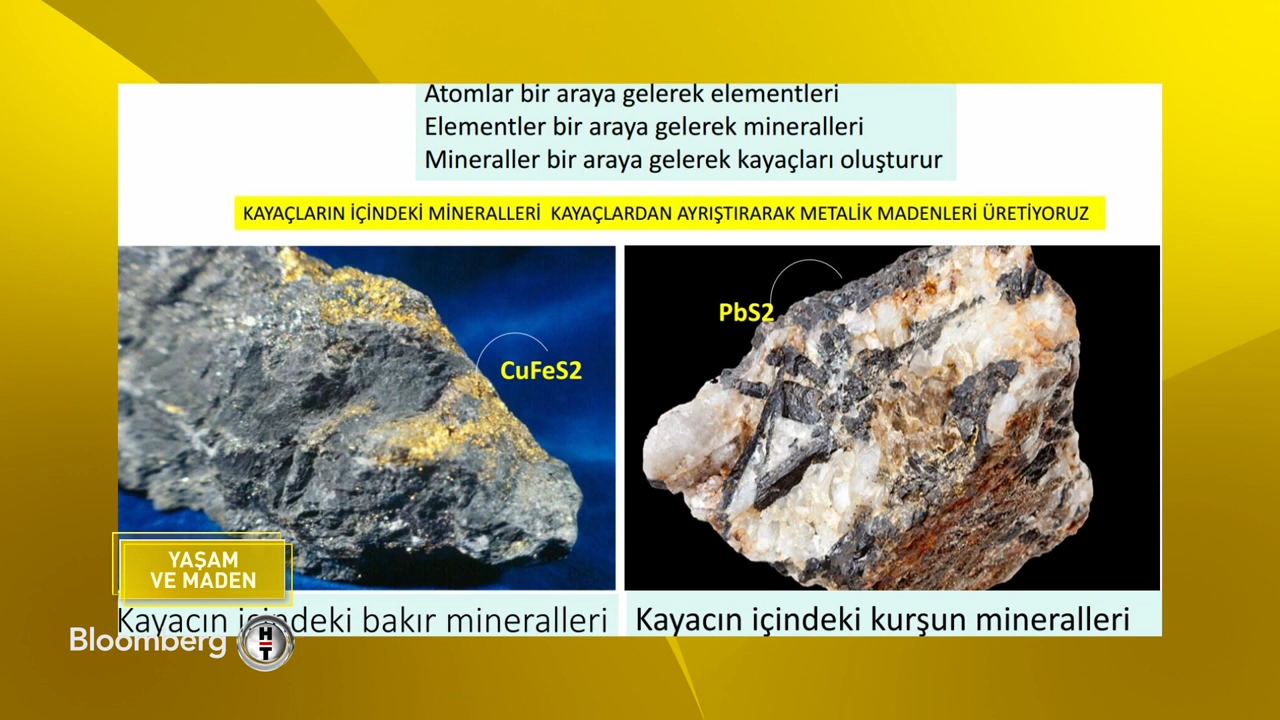 Atomlar bir araya gelerek elementleri
Elementler bir araya gelerek mineralleri
Mineraller bir araya gelerek kayaçları oluşturur
KAYAÇLARIN İÇİNDEKİ MİNERALLERİ KAYAÇLARDAN AYRIŞTIRARAK METALİK MADENLERİ ÜRETİYORUZ
CuFeS2
PbS2
Kayacın içindeki bakır mineralleri
Kayacın içindeki kurşun mineralleri
YAŞAM
VE MADEN
Bloomberg HT